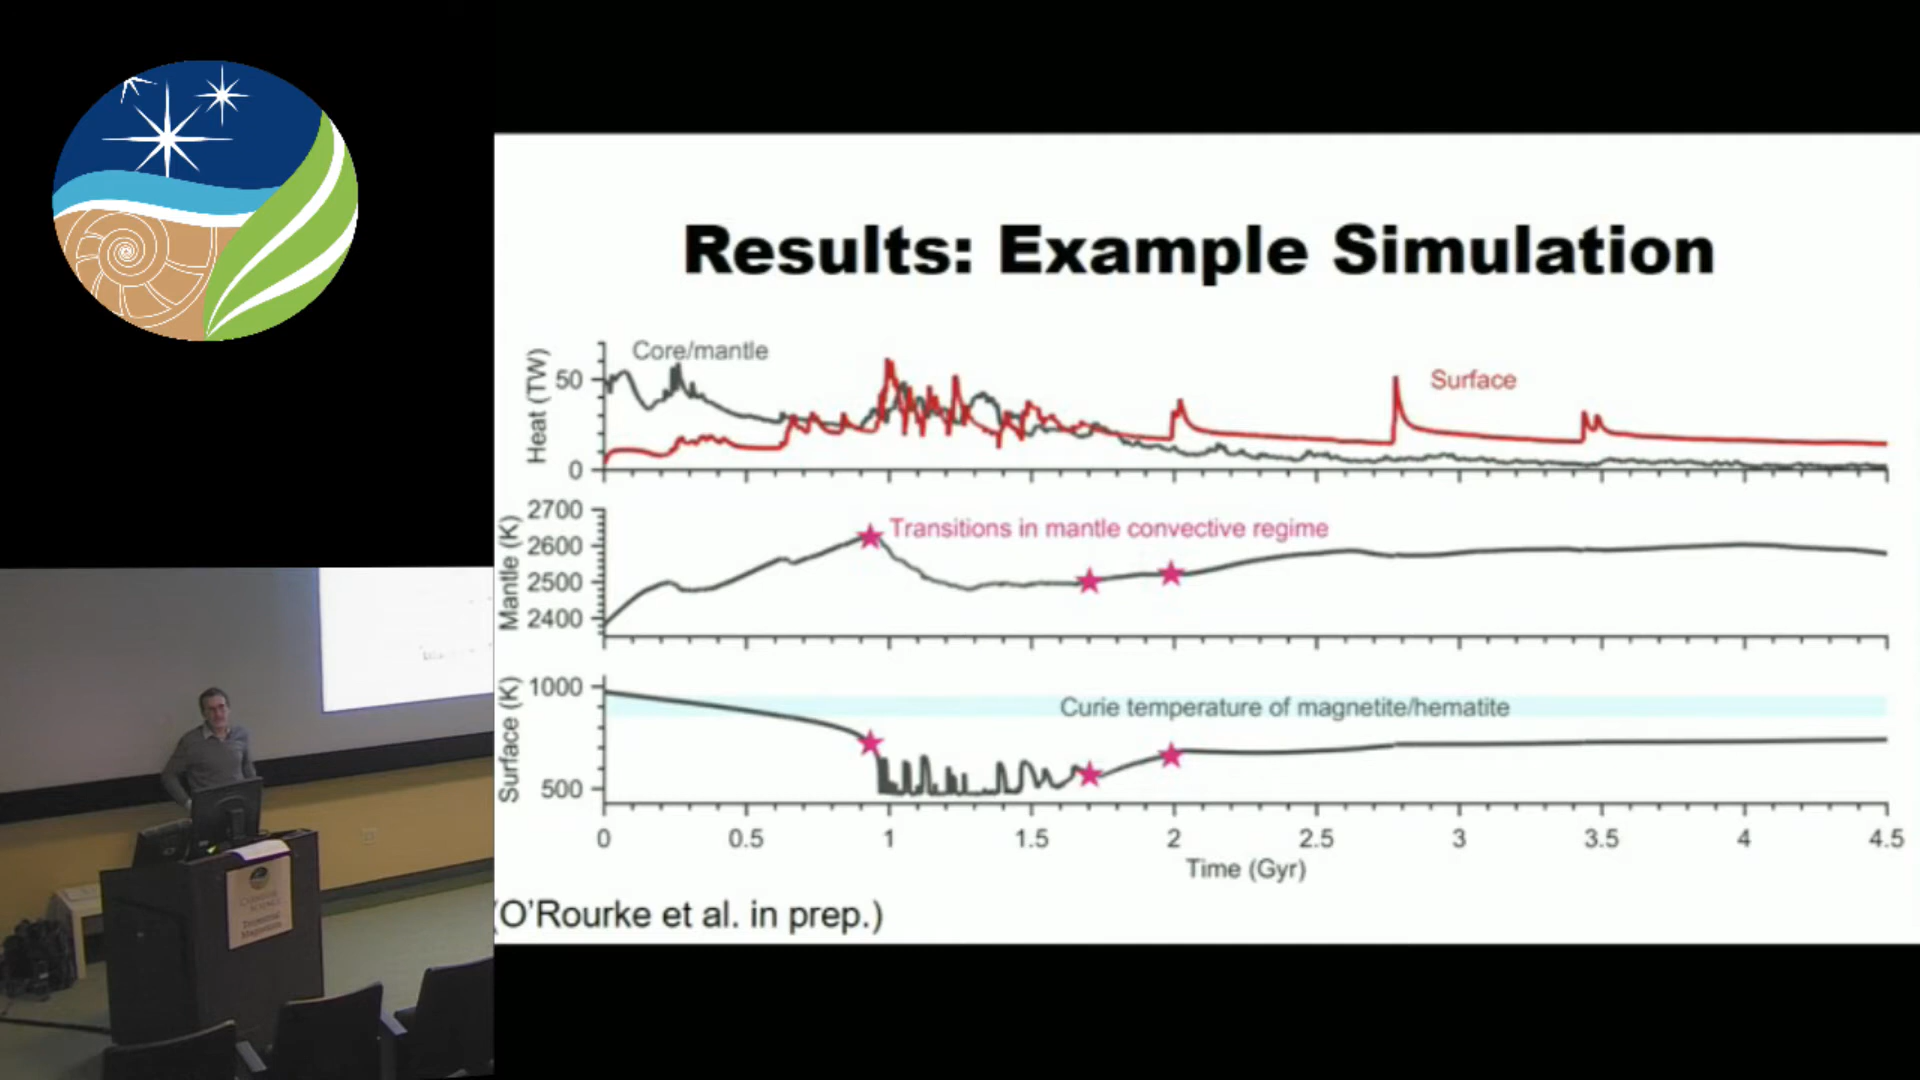 Results: Example Simulation
Heat (TW)
50
0
Core/mantle
Surface
Mantle (K)
2700
2600
2500
2400
Transitions in mantle convective regime
Surface (K)
1000
500
Curie temperature of magnetite/hematite
0 0.5 1 1.5 2 2.5 3 3.5 4 4.5
Time (Gyr)
(O'Rourke et al. in prep.)
Terrestrial
Magnetism